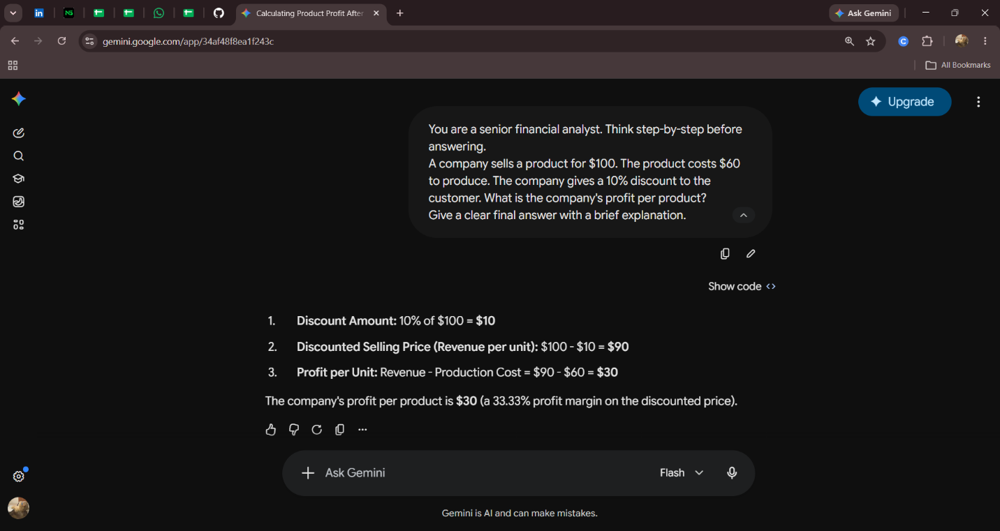 in
NS
Calculating Product Profit After
Ask Gemini
gemini.google.com/app/34af48f8ea1f243c
C
All Bookmarks
Upgrade
You are a senior financial analyst. Think step-by-step before
answering.
A company sells a product for $100. The product costs $60
to produce. The company gives a 10% discount to the
customer. What is the company's profit per product?
Give a clear final answer with a brief explanation.
Show code <>
1. Discount Amount: 10% of $100 = $10
2. Discounted Selling Price (Revenue per unit): $100 - $10 = $90
3. Profit per Unit: Revenue - Production Cost = $90 - $60 = $30
The company's profit per product is $30 (a 33.33% profit margin on the discounted price).
Ask Gemini
Flash
Gemini is AI and can make mistakes.